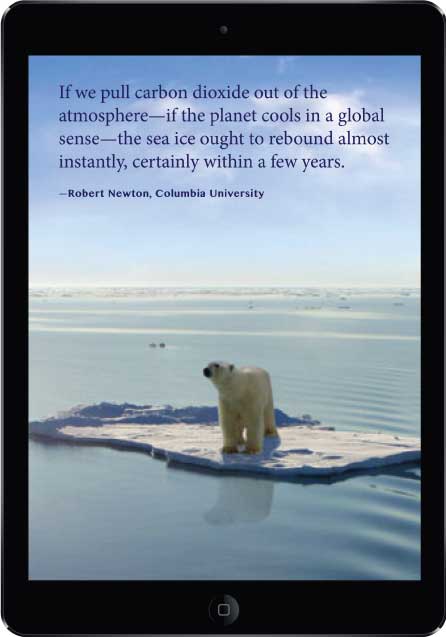 If we pull carbon dioxide out of the
atmosphere—if the planet cools in a global
sense—the sea ice ought to rebound almost
instantly, certainly within a few years.
—Robert Newton, Columbia University